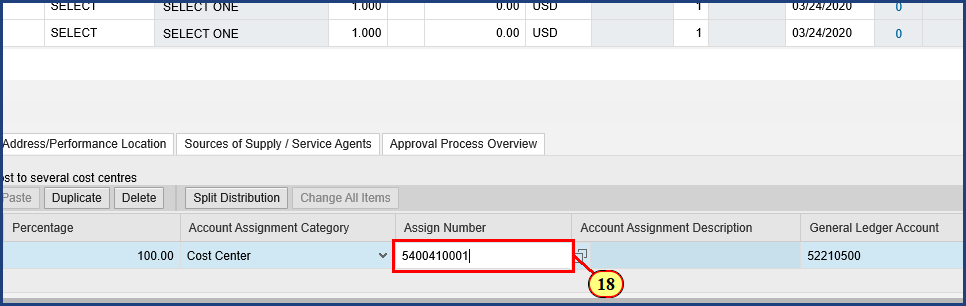 SELECT SELECT ONE 1.000 0.00 USD 1 03/24/2020 0
SELECT SELECT ONE 1.000 0.00 USD 1 03/24/2020 0
Address/Performance Location Sources of Supply / Service Agents Approval Process Overview
ost to several cost centres
Paste Duplicate Delete Split Distribution Change All Items
Percentage Account Assignment Category Assign Number Account Assignment Description General Ledger Account
100.00 Cost Center 5400410001 52210500
18